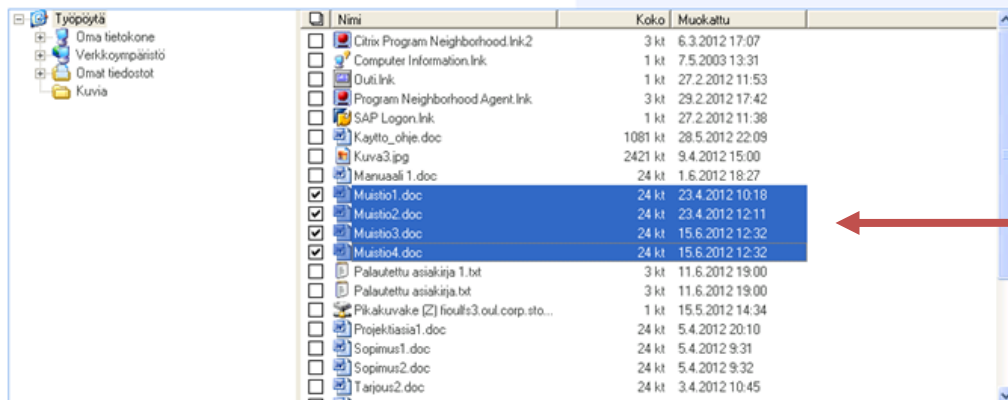 Työpöytä
Oma tietokone
Verkkoympäristö
Omat tiedostot
Kuvia
Nimi Koko Muokattu
Citrix Program Neighborhood.lnk2 3 kt 6.3.2012 17:07
Computer Information.lnk 1 kt 7.5.2003 13:31
Outi.lnk 1 kt 27.2.2012 11:53
Program Neighborhood Agent.lnk 3 kt 29.2.2012 17:42
SAP Logon.lnk 1 kt 27.2.2012 11:38
Kaytto_ohje.doc 1081 kt 28.5.2012 22:09
Kuva3.jpg 2421 kt 9.4.2012 15:00
Manuaali 1.doc 24 kt 1.6.2012 18:27
Muistio1.doc 24 kt 23.4.2012 10:18
Muistio2.doc 24 kt 23.4.2012 12:11
Muistio3.doc 24 kt 15.6.2012 12:32
Muistio4.doc 24 kt 15.6.2012 12:32
Palautettu asiakirja 1.txt 3 kt 11.6.2012 19:00
Palautettu asiakirja.txt 3 kt 11.6.2012 19:00
Pikakuvake (Z) fioulfs3.oul.corp.sto... 1 kt 15.5.2012 14:34
Projektiasia1.doc 24 kt 5.4.2012 20:10
Sopimus1.doc 24 kt 5.4.2012 9:31
Sopimus2.doc 24 kt 5.4.2012 9:32
Tarjous2.doc 24 kt 3.4.2012 10:45